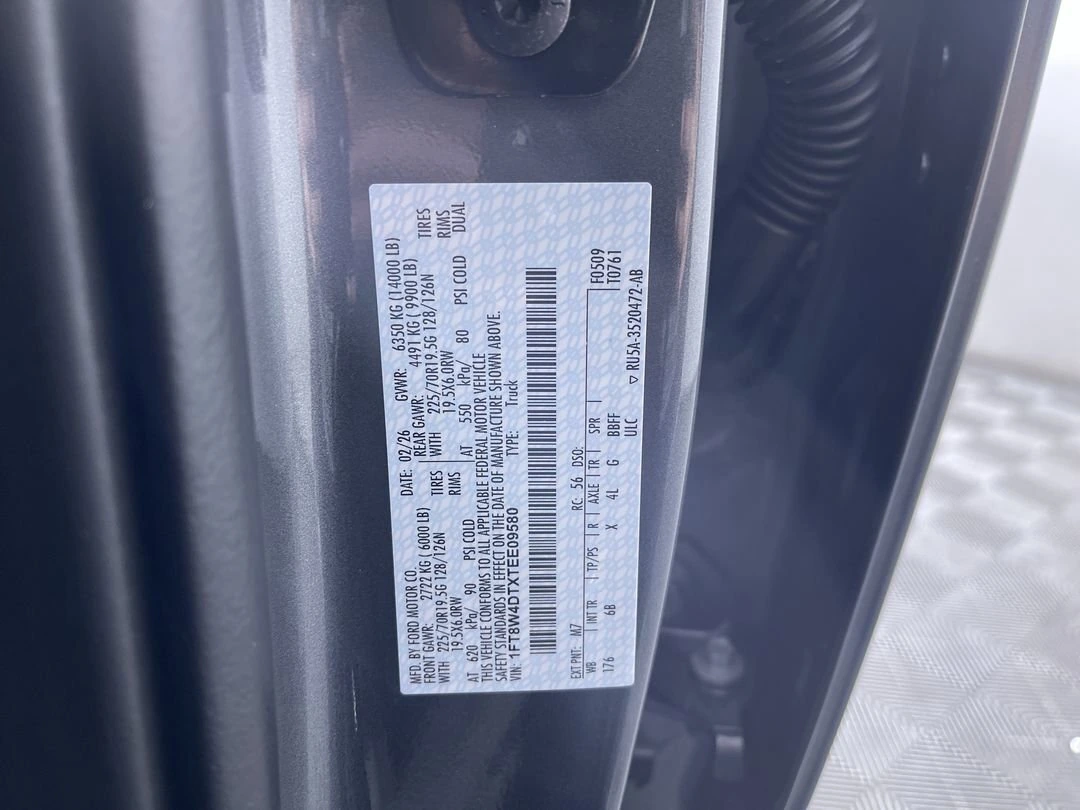 MFD. BY FORD MOTOR CO.
DATE: 02/26 GVWR: 6350 KG (14000 LB)
FRONT GAWR: 2722 KG ( 6000 LB)
REAR GAWR: 4491 KG ( 9900 LB)
WITH 225/70R19.5G 128/126N TIRES
WITH 225/70R19.5G 128/126N TIRES
19.5X6.0RW RIMS
19.5X6.0RW RIMS
AT 620 kPa/ 90 PSI COLD
AT 550 kPa/ 80 PSI COLD DUAL
THIS VEHICLE CONFORMS TO ALL APPLICABLE FEDERAL MOTOR VEHICLE
SAFETY STANDARDS IN EFFECT ON THE DATE OF MANUFACTURE SHOWN ABOVE.
VIN: 1FT8W4DTXTEE09580 TYPE: Truck
EXT PNT: M7 RC: 56 DSO: F0509
WB INT TR TP/PS R AXLE TR SPR T0761
176 6B X 4L G BBFF
ULC ▽ RU5A-3520472-AB